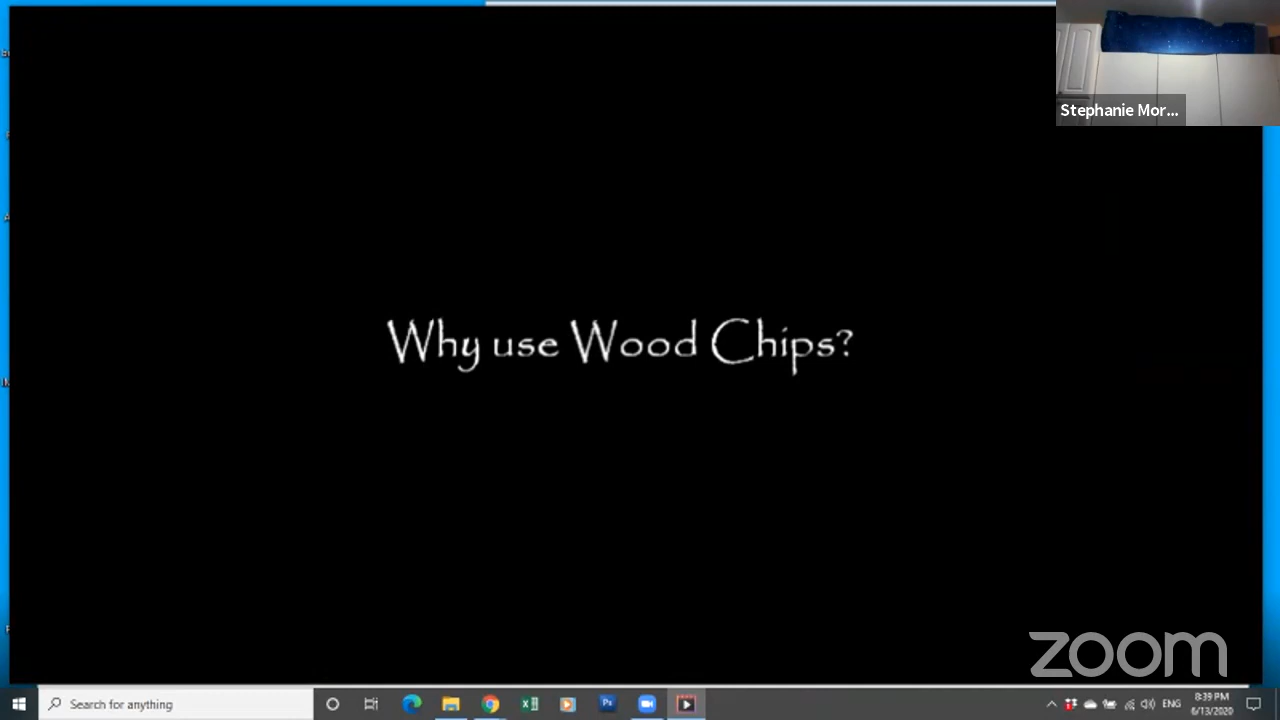 Stephanie Mor...
Why use Wood Chips?
zoom
Search for anything
ENG
8:39 PM
6/13/2020